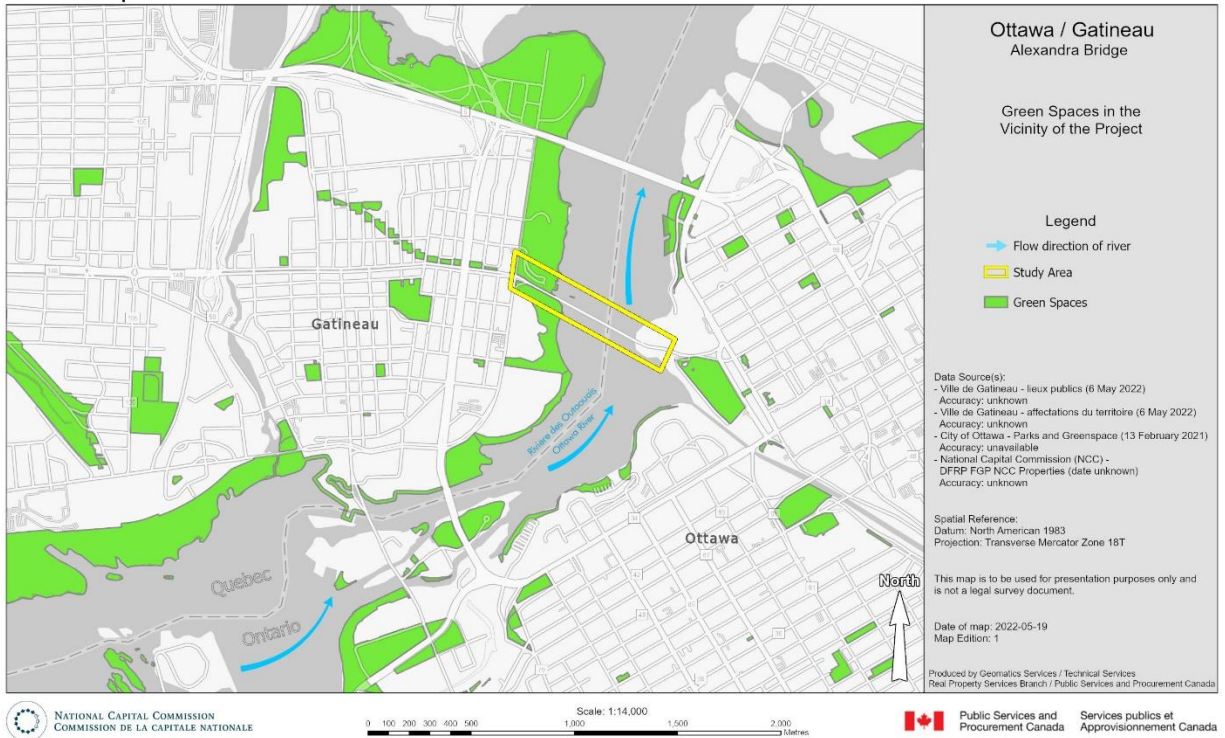 Ottawa / Gatineau
Alexandra Bridge
Green Spaces in the
Vicinity of the Project
Legend
Flow direction of river
Study Area
Green Spaces
Data Source(s):
- Ville de Gatineau - lieux publics (6 May 2022)
Accuracy: unknown
- Ville de Gatineau - affectations du territoire (6 May 2022)
Accuracy: unknown
- City of Ottawa - Parks and Greenspace (13 February 2021)
Accuracy: unavailable
- National Capital Commission (NCC) -
DFRP FGP NCC Properties (date unknown)
Accuracy: unknown
Spatial Reference:
Datum: North American 1983
Projection: Transverse Mercator Zone 18T
This map is to be used for presentation purposes only and
is not a legal survey document.
Date of map: 2022-05-19
Map Edition: 1
Produced by Geomatics Services / Technical Services
Real Property Services Branch / Public Services and Procurement Canada
Gatineau
Rivière des Outaouais
Ottawa River
Ottawa
Quebec
Ontario
North
148
148
50
NATIONAL CAPITAL COMMISSION
COMMISSION DE LA CAPITALE NATIONALE
Scale: 1:14,000
0 100 200 300 400 500 1,000 1,500 2,000
Metres
Public Services and
Procurement Canada
Services publics et
Approvisionnement Canada